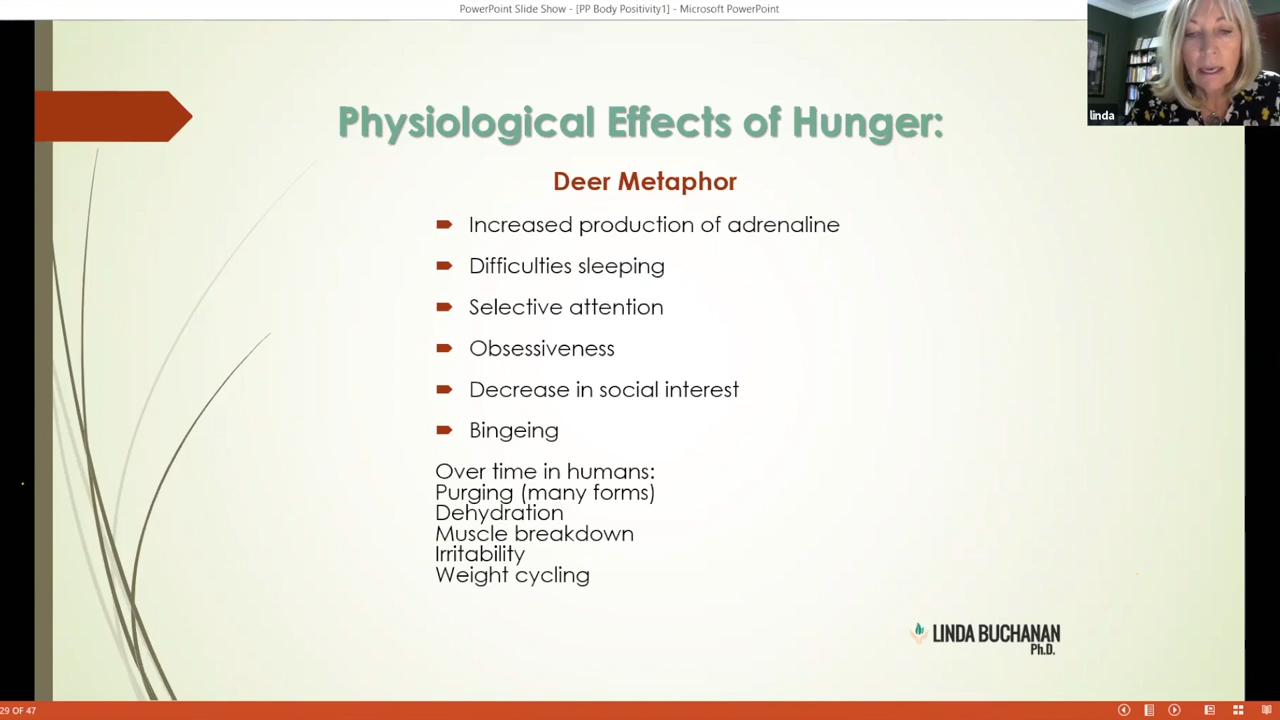 PowerPoint Slide Show - [PP Body Positivity1] - Microsoft PowerPoint
linda
Physiological Effects of Hunger:
Deer Metaphor
Increased production of adrenaline
Difficulties sleeping
Selective attention
Obsessiveness
Decrease in social interest
Bingeing
Over time in humans:
Purging (many forms)
Dehydration
Muscle breakdown
Irritability
Weight cycling
LINDA BUCHANAN
Ph.D.
29 OF 47